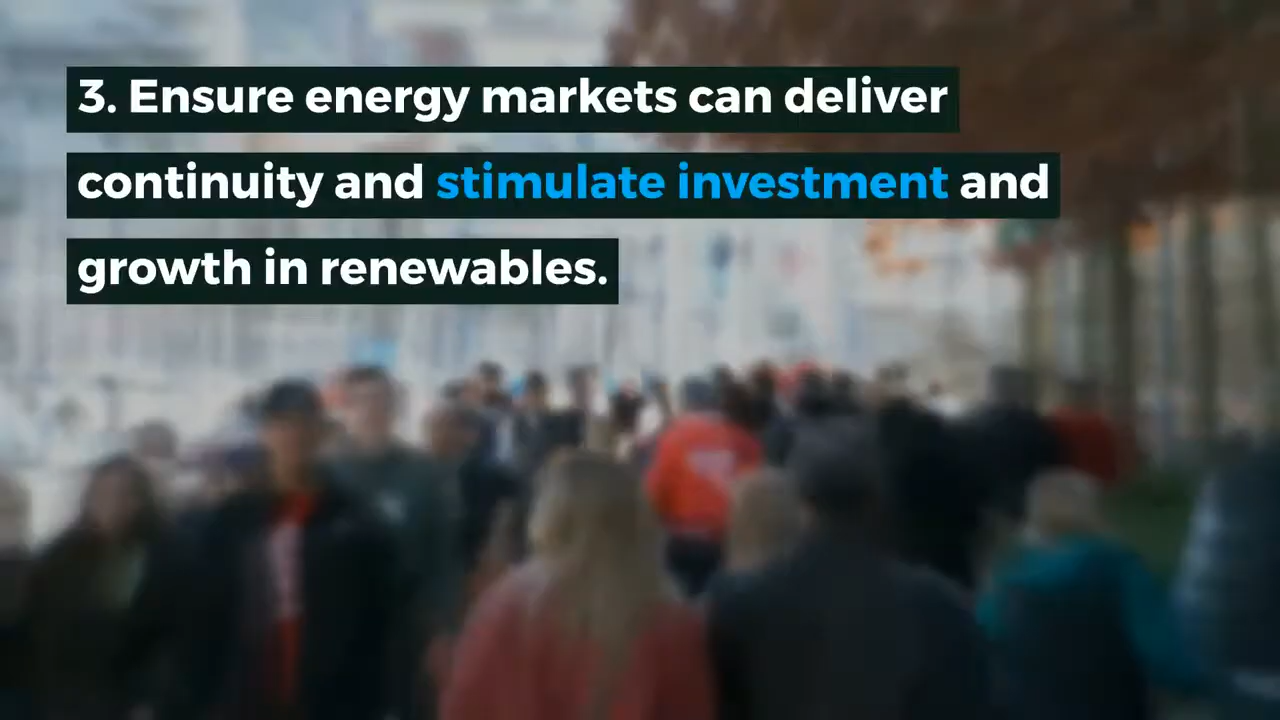 3. Ensure energy markets can deliver
continuity and stimulate investment and
growth in renewables.